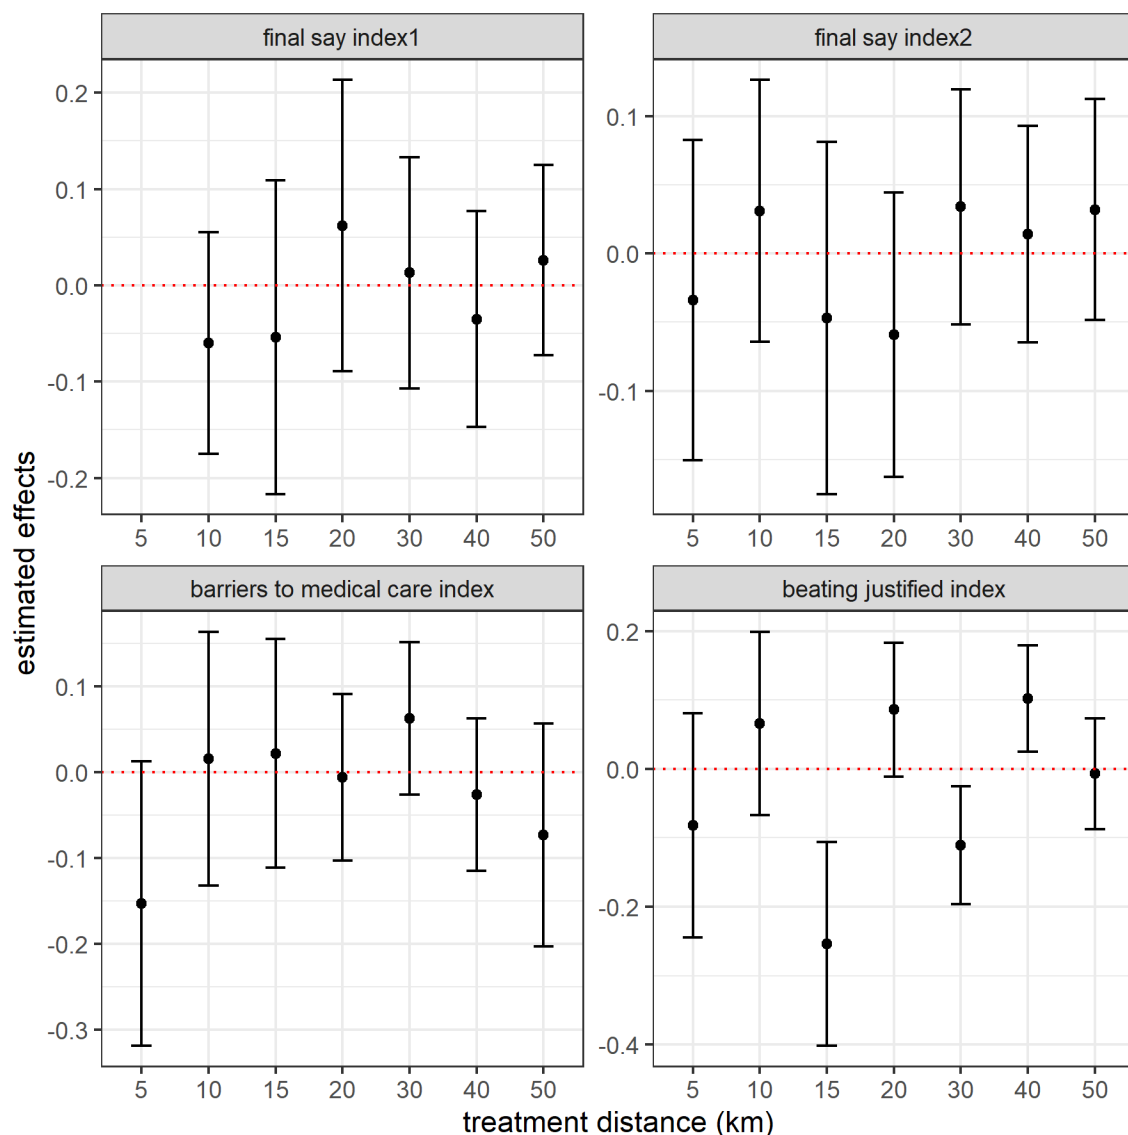 final say index1
final say index2
0.2
0.1
0.0
-0.1
-0.2
0.1
0.0
-0.1
5 10 15 20 30 40 50
5 10 15 20 30 40 50
estimated effects
barriers to medical care index
beating justified index
0.1
0.0
-0.1
-0.2
-0.3
0.2
0.0
-0.2
-0.4
5 10 15 20 30 40 50
5 10 15 20 30 40 50
treatment distance (km)